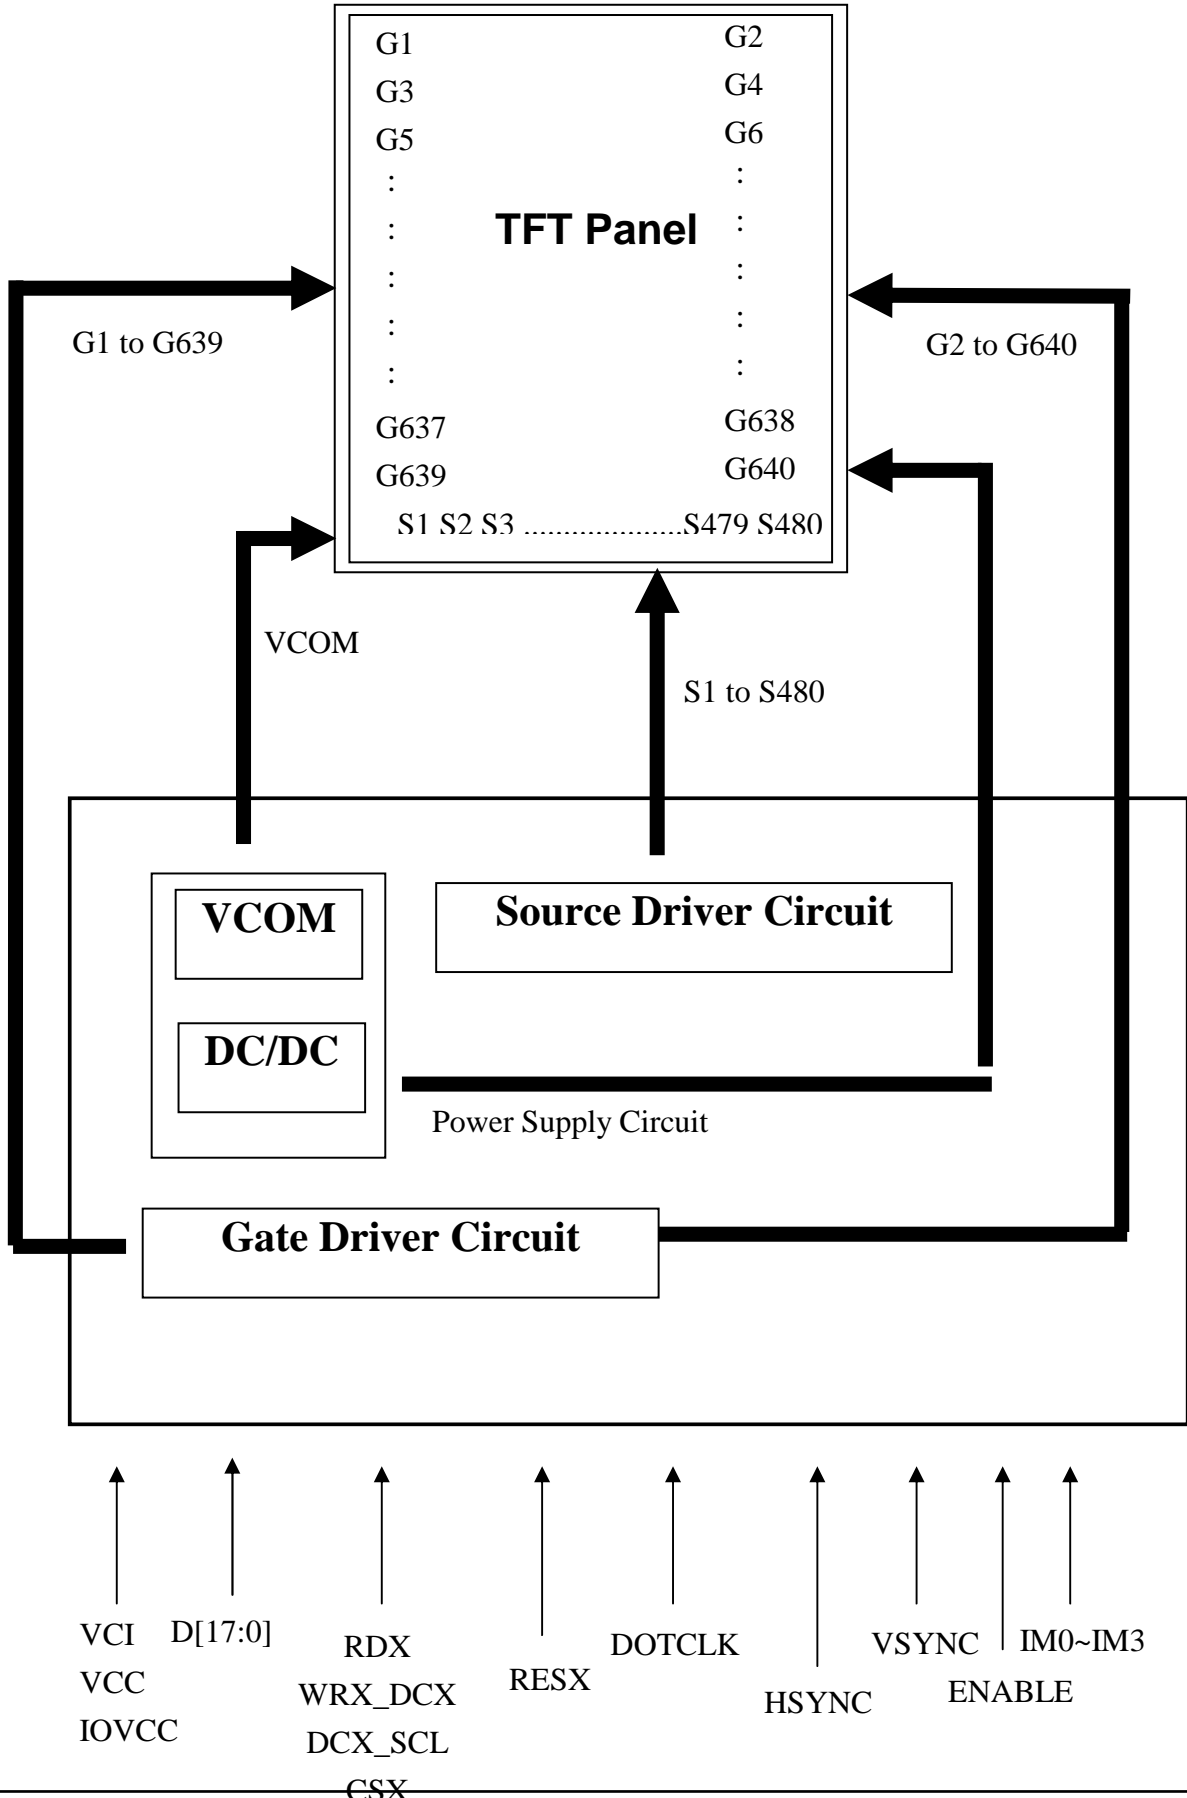 G1 G2
G3 G4
G5 G6
: :
: :
TFT Panel
: :
: :
: :
G1 to G639
G2 to G640
G637 G638
G639 G640
S1 S2 S3 ....................S479 S480
VCOM
S1 to S480
VCOM
Source Driver Circuit
DC/DC
Power Supply Circuit
Gate Driver Circuit
VCI
VCC
IOVCC
D[17:0]
RDX
WRX_DCX
DCX_SCL
CSX
RESX
DOTCLK
HSYNC
VSYNC
ENABLE
IM0~IM3